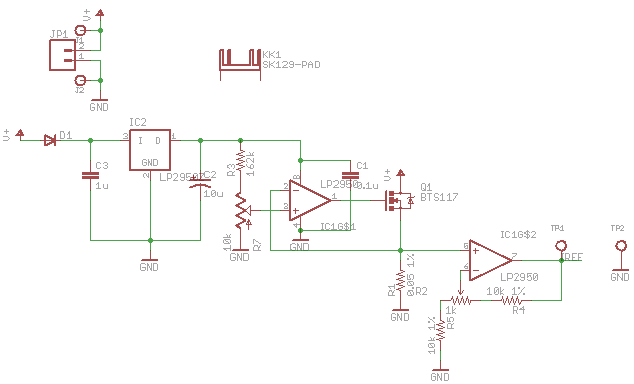 V+
JP1
J1
2
1
J2
GND
KK1
SK129-PAD
V+
D1
IC2
3
I
O
1
GND
2
LP2950
C3
1u
C2
10u
GND
R3
162k
10k
R7
GND
8
LP2950
2
3
1
4
IC1G$1
GND
C1
0.1u
V+
Q1
BTS117
R1
0.05 1%
R2
GND
IC1G$2
5
6
7
LP2950
TP1
VREF
TP2
GND
1k
10k 1%
R4
10k 1%
R5
GND